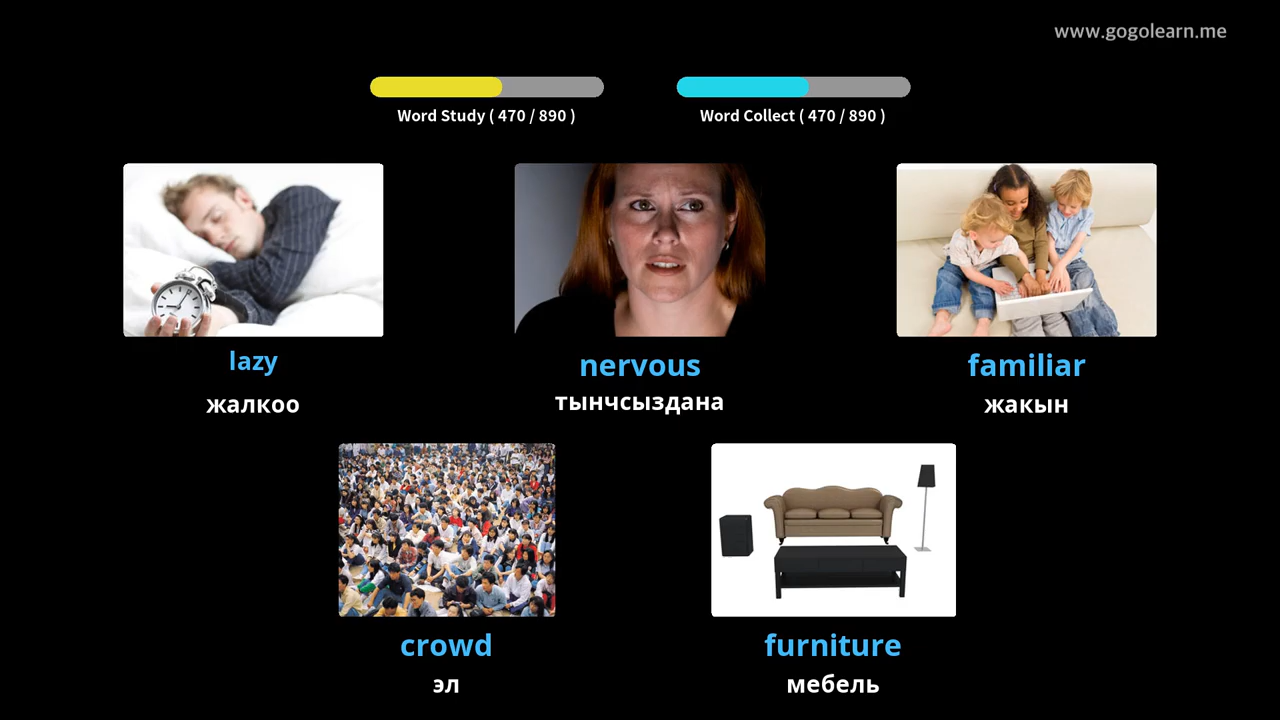 www.gogolearn.me
Word Study ( 470 / 890 )
Word Collect ( 470 / 890 )
lazy
nervous
familiar
жалкоо
тынчсыздана
жакын
crowd
furniture
эл
мебель